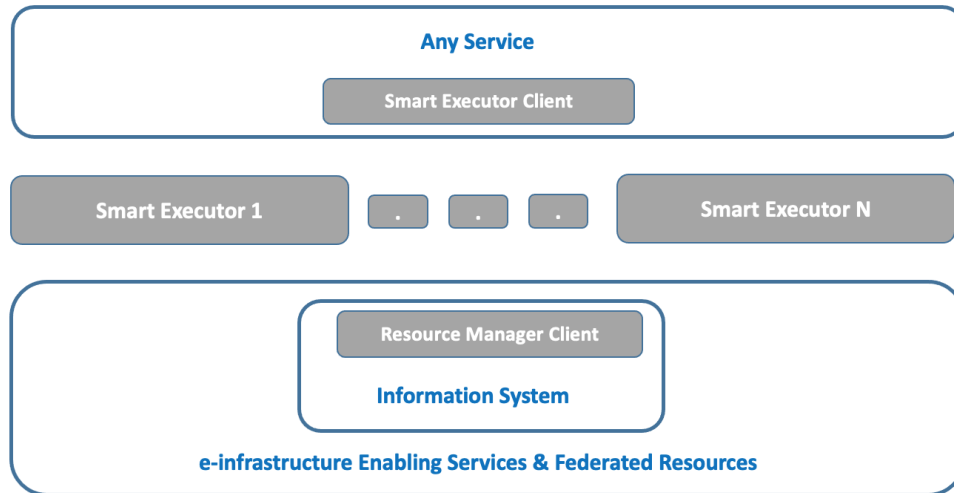 Any Service
Smart Executor Client
Smart Executor 1
.
.
.
Smart Executor N
Resource Manager Client
Information System
e-infrastructure Enabling Services & Federated Resources